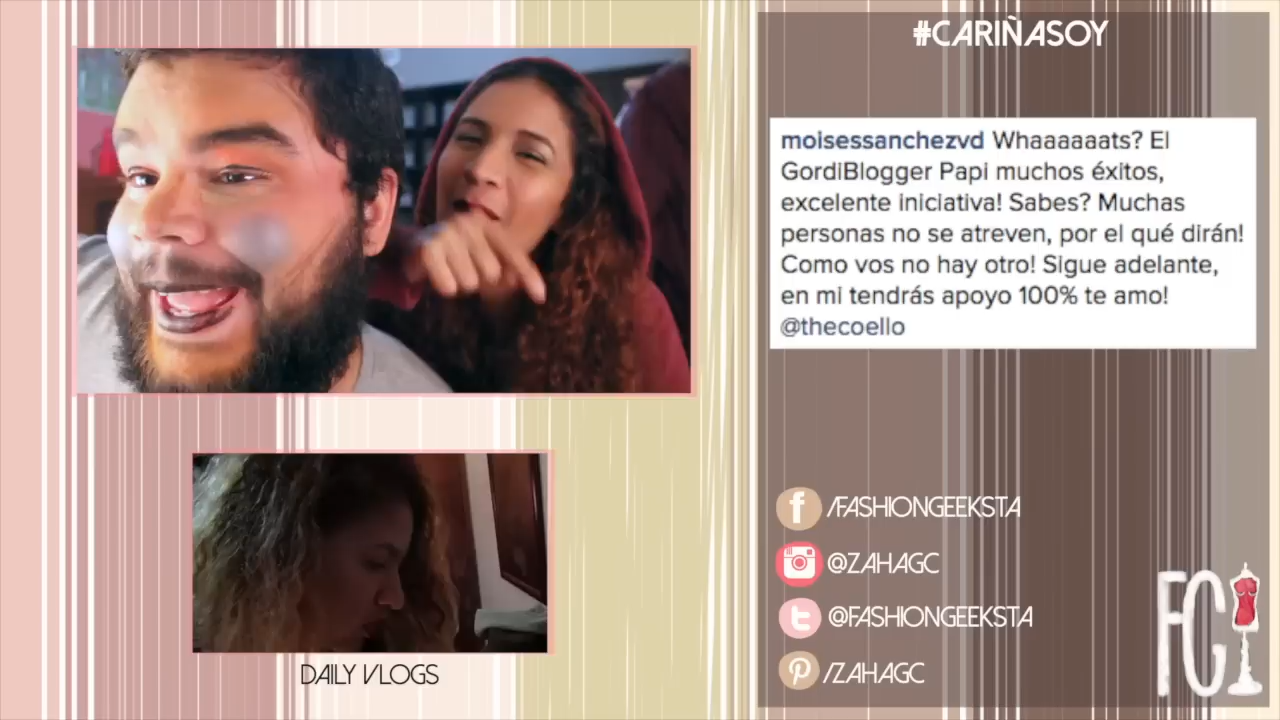 #CARIÑASOY
moisessanchezvd Whaaaaaats? El
GordiBlogger Papi muchos éxitos,
excelente iniciativa! Sabes? Muchas
personas no se atreven, por el qué dirán!
Como vos no hay otro! Sigue adelante,
en mi tendrás apoyo 100% te amo!
@thecoello
/FASHIONGEEKSTA
@ZAHAGC
@FASHIONGEEKSTA
/ZAHAGC
FG
DAILY VLOGS